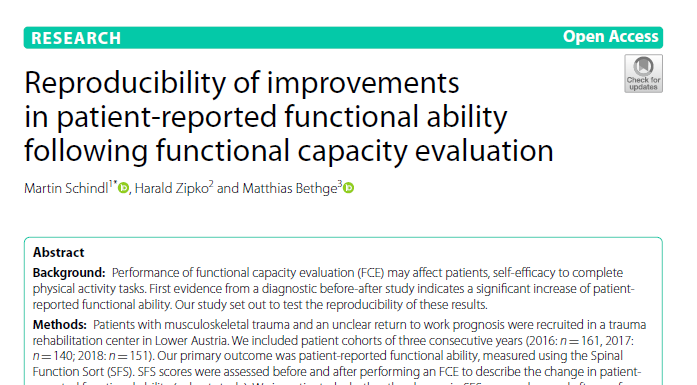 RESEARCH
Open Access
Check for
updates
Reproducibility of improvements
in patient-reported functional ability
following functional capacity evaluation
Martin Schindl1*, Harald Zipko2 and Matthias Bethge3
Abstract
Background: Performance of functional capacity evaluation (FCE) may affect patients, self-efficacy to complete
physical activity tasks. First evidence from a diagnostic before-after study indicates a significant increase of patient-
reported functional ability. Our study set out to test the reproducibility of these results.
Methods: Patients with musculoskeletal trauma and an unclear return to work prognosis were recruited in a trauma
rehabilitation center in Lower Austria. We included patient cohorts of three consecutive years (2016: n = 161, 2017:
n = 140; 2018: n = 151). Our primary outcome was patient-reported functional ability, measured using the Spinal
Function Sort (SFS). SFS scores were assessed before and after performing an FCE to describe the change in patient-